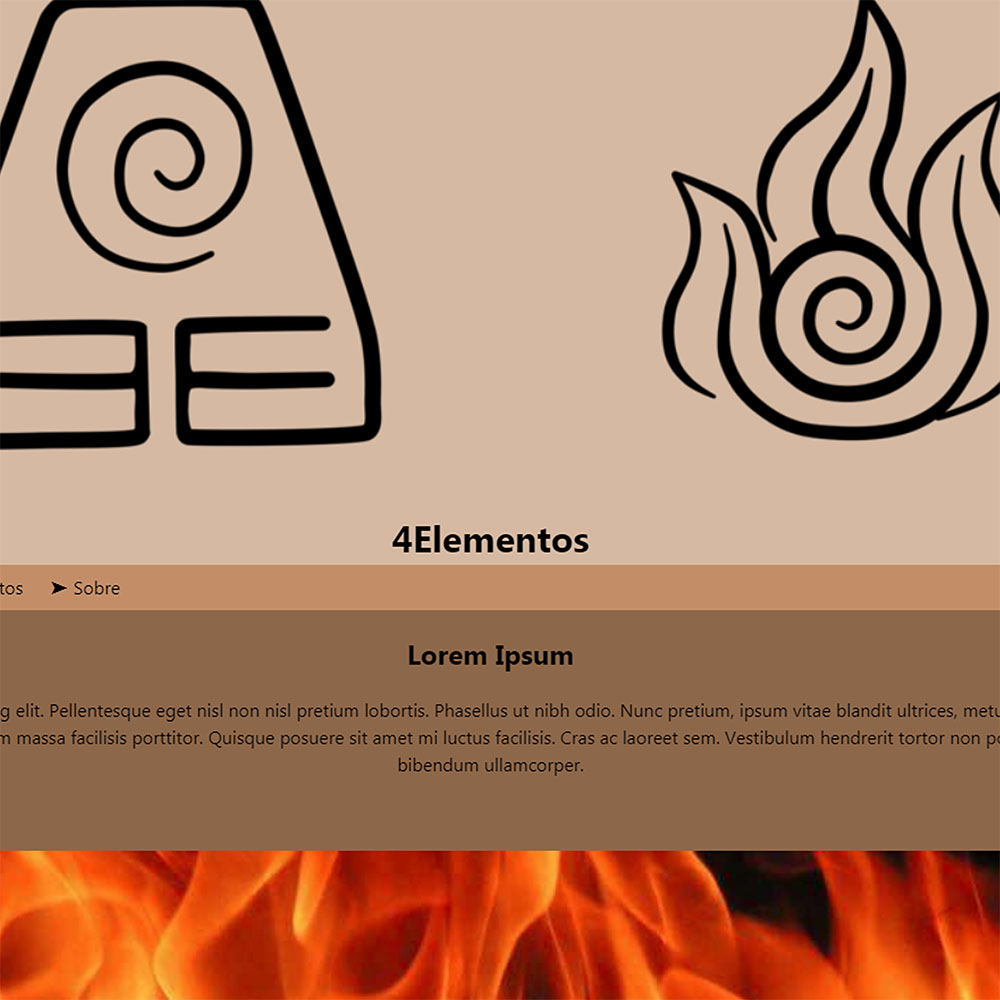 4Elementos
tos ➤ Sobre
Lorem Ipsum
g elit. Pellentesque eget nisl non nisl pretium lobortis. Phasellus ut nibh odio. Nunc pretium, ipsum vitae blandit ultrices, metu
m massa facilisis porttitor. Quisque posuere sit amet mi luctus facilisis. Cras ac laoreet sem. Vestibulum hendrerit tortor non po
bibendum ullamcorper.